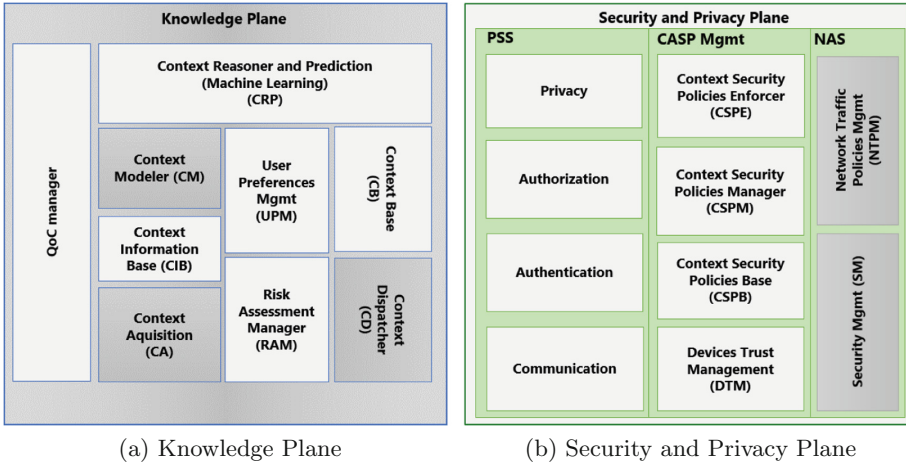 Knowledge Plane
QoC manager
Context Reasoner and Prediction
(Machine Learning)
(CRP)
Context
Modeler (CM)
Context
Information
Base (CIB)
Context
Aquisition
(CA)
User
Preferences
Mgmt
(UPM)
Risk
Assessment
Manager
(RAM)
Context Base
(CB)
Context
Dispatcher
(CD)
(a) Knowledge Plane
Security and Privacy Plane
PSS
Privacy
Authorization
Authentication
Communication
CASP Mgmt
Context Security
Policies Enforcer
(CSPE)
Context Security
Policies Manager
(CSPM)
Context Security
Policies Base
(CSPB)
Devices Trust
Management
(DTM)
NAS
Network Traffic
Policies Mgmt
(NTPM)
Security Mgmt (SM)
(b) Security and Privacy Plane